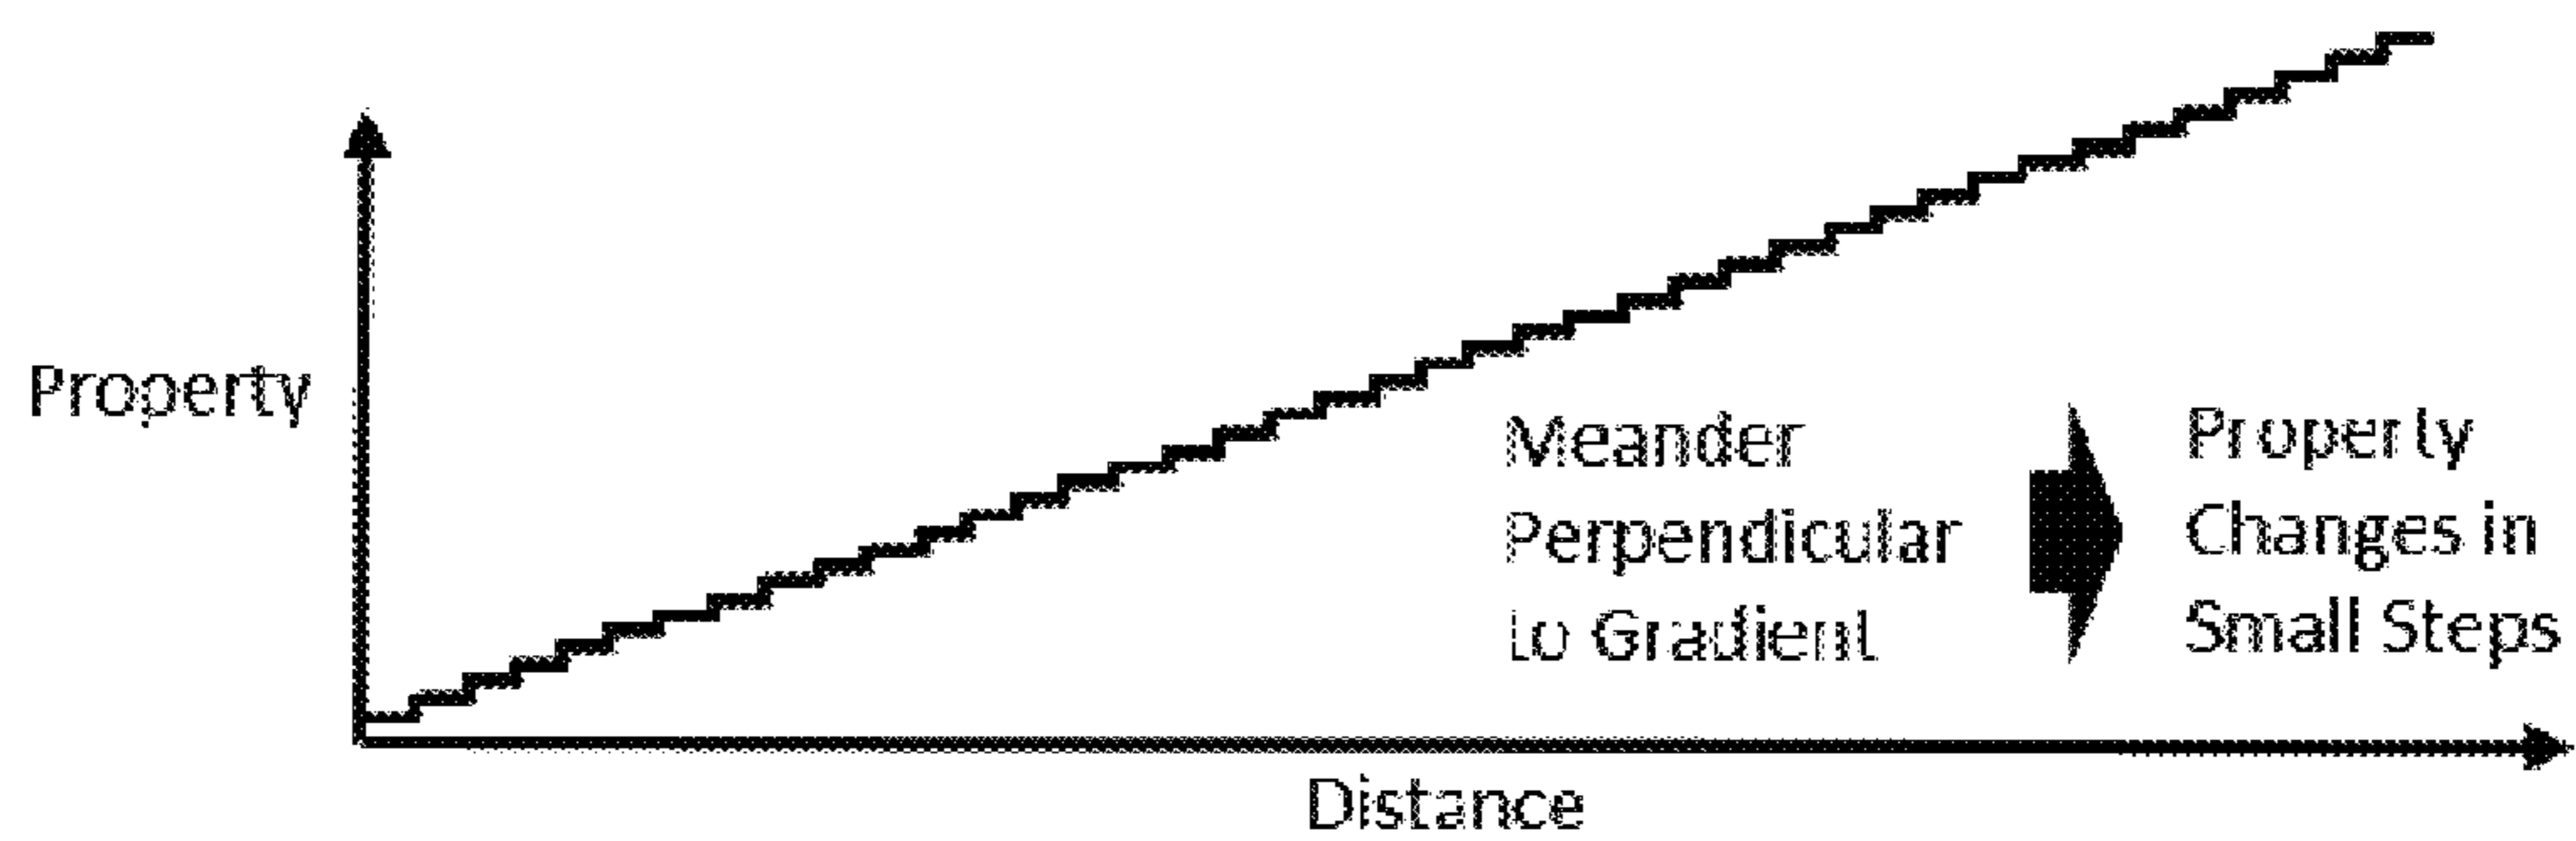 Property
Meander
Perpendicular
to Gradient
Property
Changes in
Small Steps
Distance